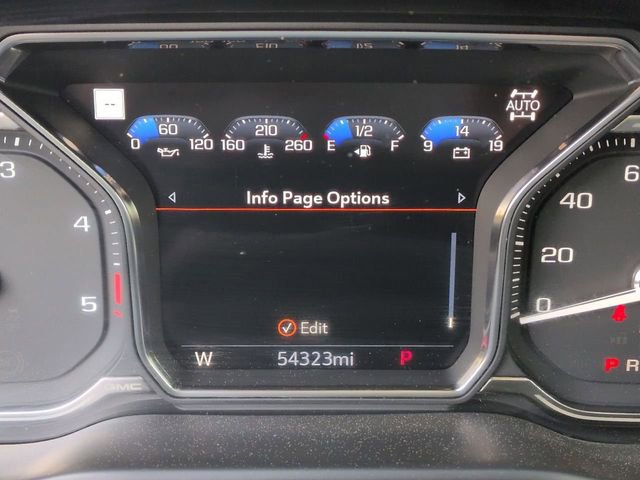 --
AUTO
60 210 1/2 14
0 120 160 260 E F 9 19
Info Page Options
3
4
5
6
40
20
0
Edit
W 54323mi P
GMC
P R